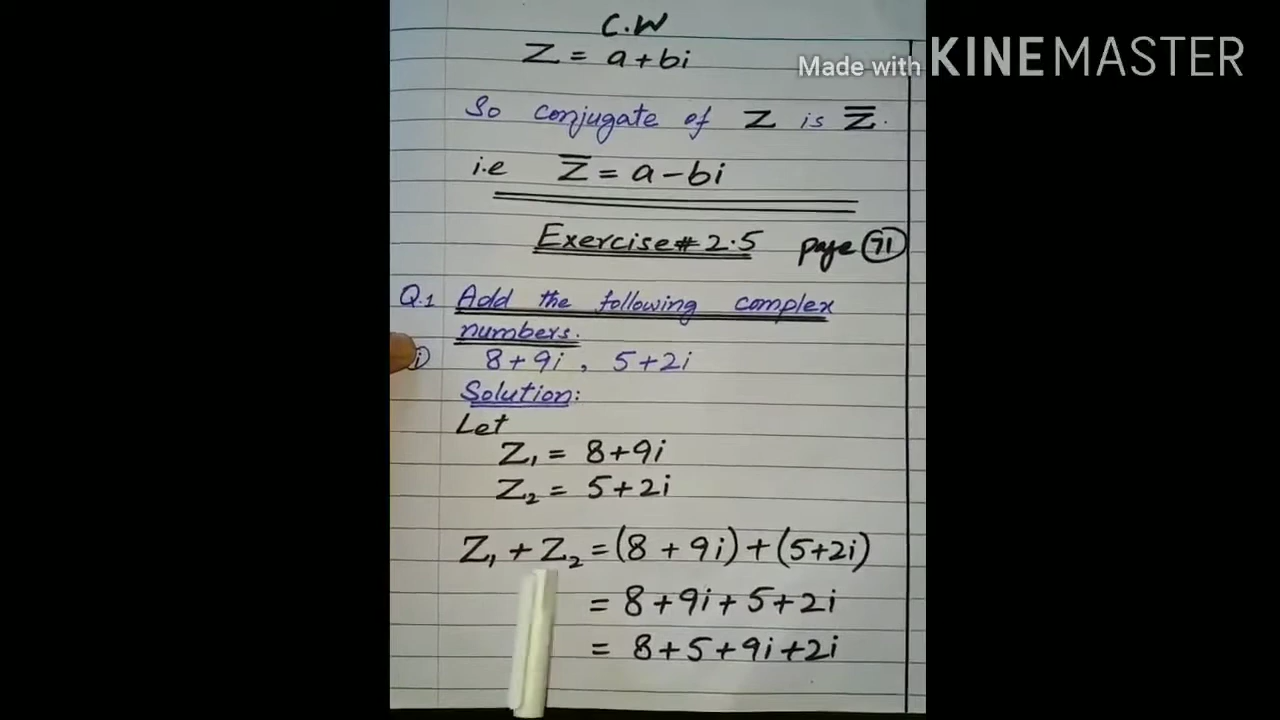 C.W
Z = a+bi
Made with KINEMASTER
So conjugate of Z is Z̅.
i.e Z̅ = a-bi
Exercise# 2.5 page 71
Q.1 Add the following complex
numbers.
(i) 8+9i, 5+2i
Solution:
Let
Z₁ = 8+9i
Z₂ = 5+2i
Z₁ + Z₂ = (8 + 9i)+(5+2i)
= 8+9i+5+2i
= 8+5+9i+2i